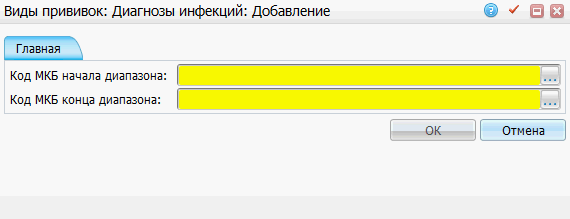 Виды прививок: Диагнозы инфекций: Добавление
Главная
Код МКБ начала диапазона:
...
Код МКБ конца диапазона:
...
ОК
Отмена